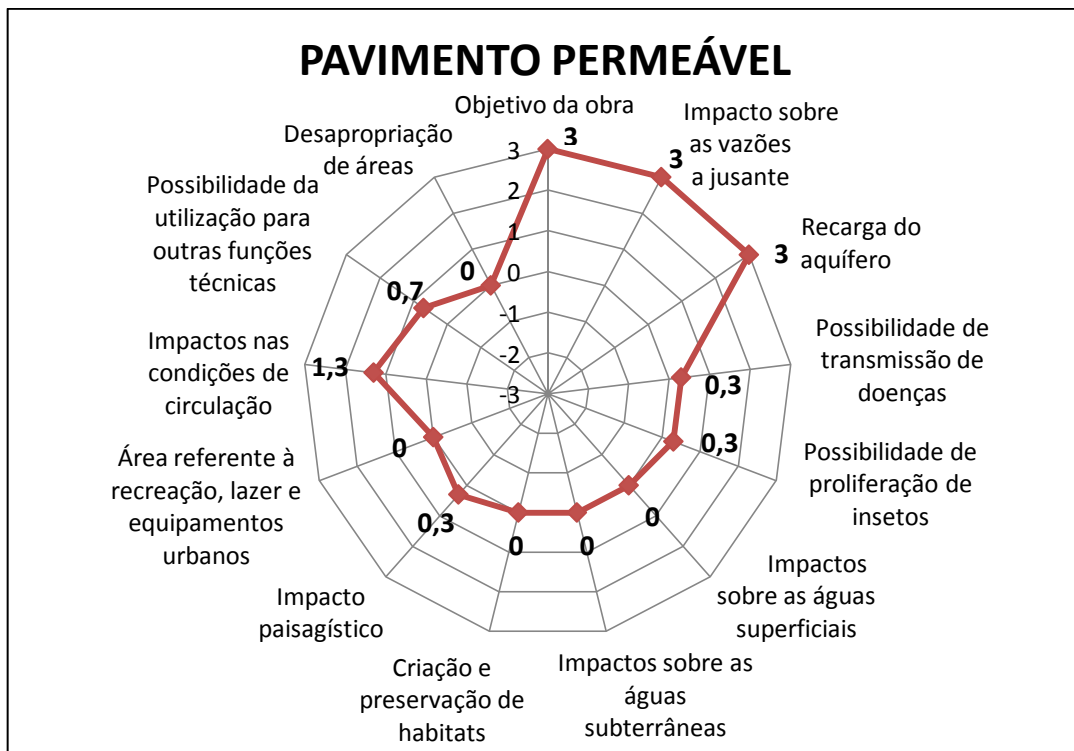 PAVIMENTO PERMEÁVEL
Objetivo da obra
3
Impacto sobre
as vazões
a jusante
3
Recarga do
aquífero
3
Possibilidade de
transmissão de
doenças
0,3
Possibilidade de
proliferação de
insetos
0,3
Impactos
sobre as águas
superficiais
0
Impactos sobre as
águas
subterrâneas
0
Criação e
preservação de
habitats
0
Impacto
paisagístico
0,3
Área referente à
recreação, lazer e
equipamentos
urbanos
0
Impactos nas
condições de
circulação
1,3
Possibilidade da
utilização para
outras funções
técnicas
0,7
Desapropriação
de áreas
0
3
2
1
0
-1
-2
-3